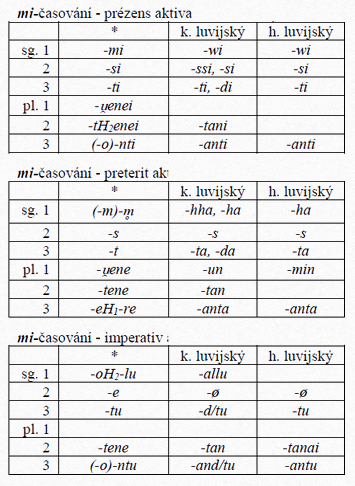 mi-časování - prézens aktiva
* k. luvijský h. luvijský
sg. 1 -mi -wi -wi
2 -si -ssi, -si -si
3 -ti -ti, -di -ti
pl. 1 -u̯enei
2 -tH₂enei -tani
3 (-o)-nti -anti -anti
mi-časování - preterit akt
* k. luvijský h. luvijský
sg. 1 (-m)-m̥ -hha, -ha -ha
2 -s -s -s
3 -t -ta, -da -ta
pl. 1 -u̯ene -un -min
2 -tene -tan
3 -eH₁-re -anta -anta
mi-časování - imperativ a
* k. luvijský h. luvijský
sg. 1 -oH₂-lu -allu
2 -e -ø -ø
3 -tu -d/tu -tu
pl. 1
2 -tene -tan -tanai
3 (-o)-ntu -and/tu -antu